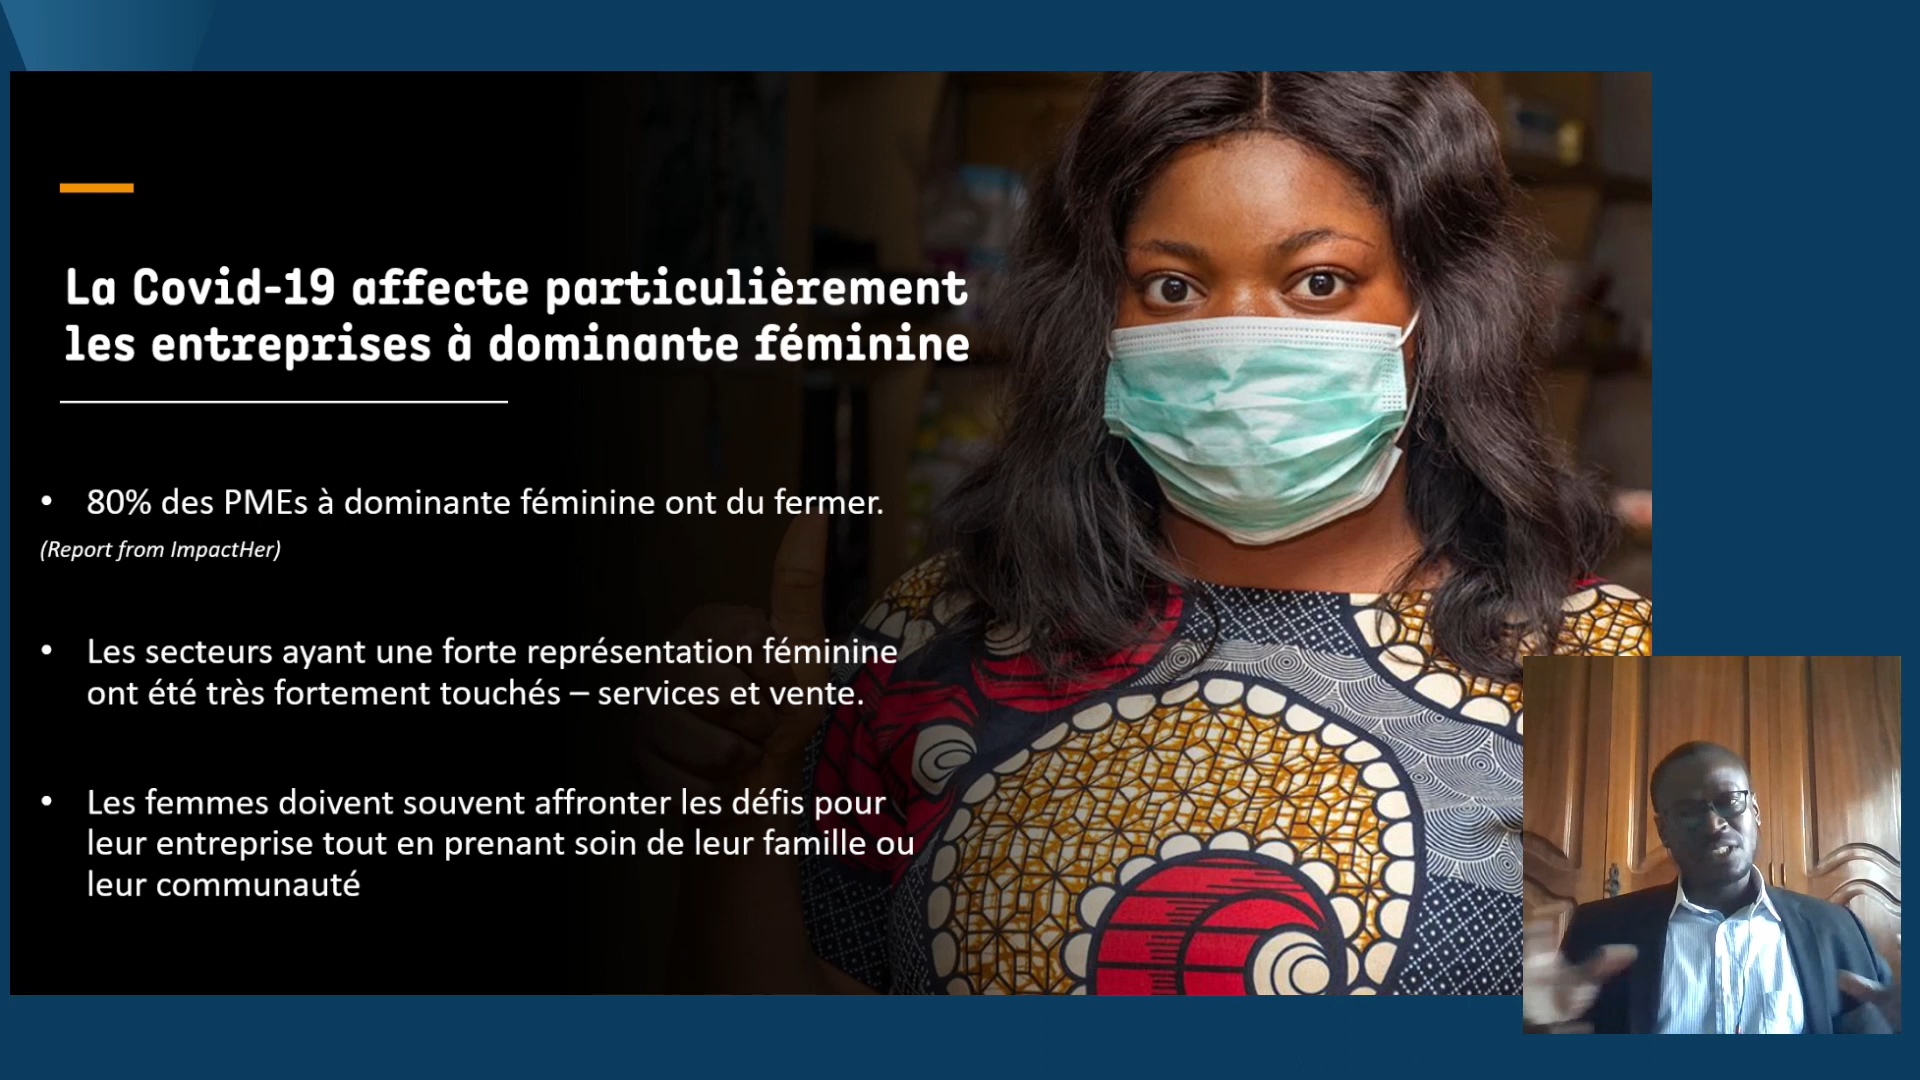 La Covid-19 affecte particulièrement
les entreprises à dominante féminine
• 80% des PMEs à dominante féminine ont du fermer.
(Report from ImpactHer)
• Les secteurs ayant une forte représentation féminine
ont été très fortement touchés – services et vente.
• Les femmes doivent souvent affronter les défis pour
leur entreprise tout en prenant soin de leur famille ou
leur communauté